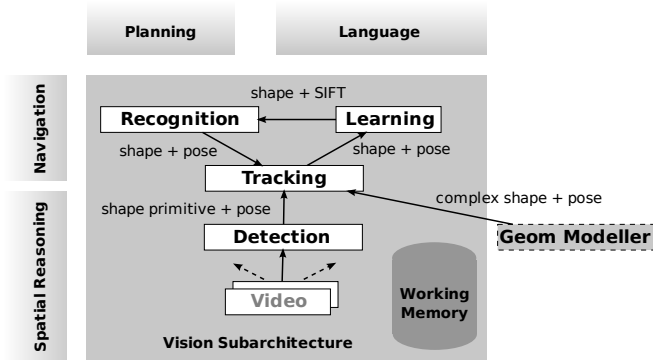 Planning
Language
Navigation
Spatial Reasoning
shape + SIFT
Recognition
Learning
shape + pose
shape + pose
Tracking
complex shape + pose
shape primitive + pose
Detection
Geom Modeller
Video
Working
Memory
Vision Subarchitecture